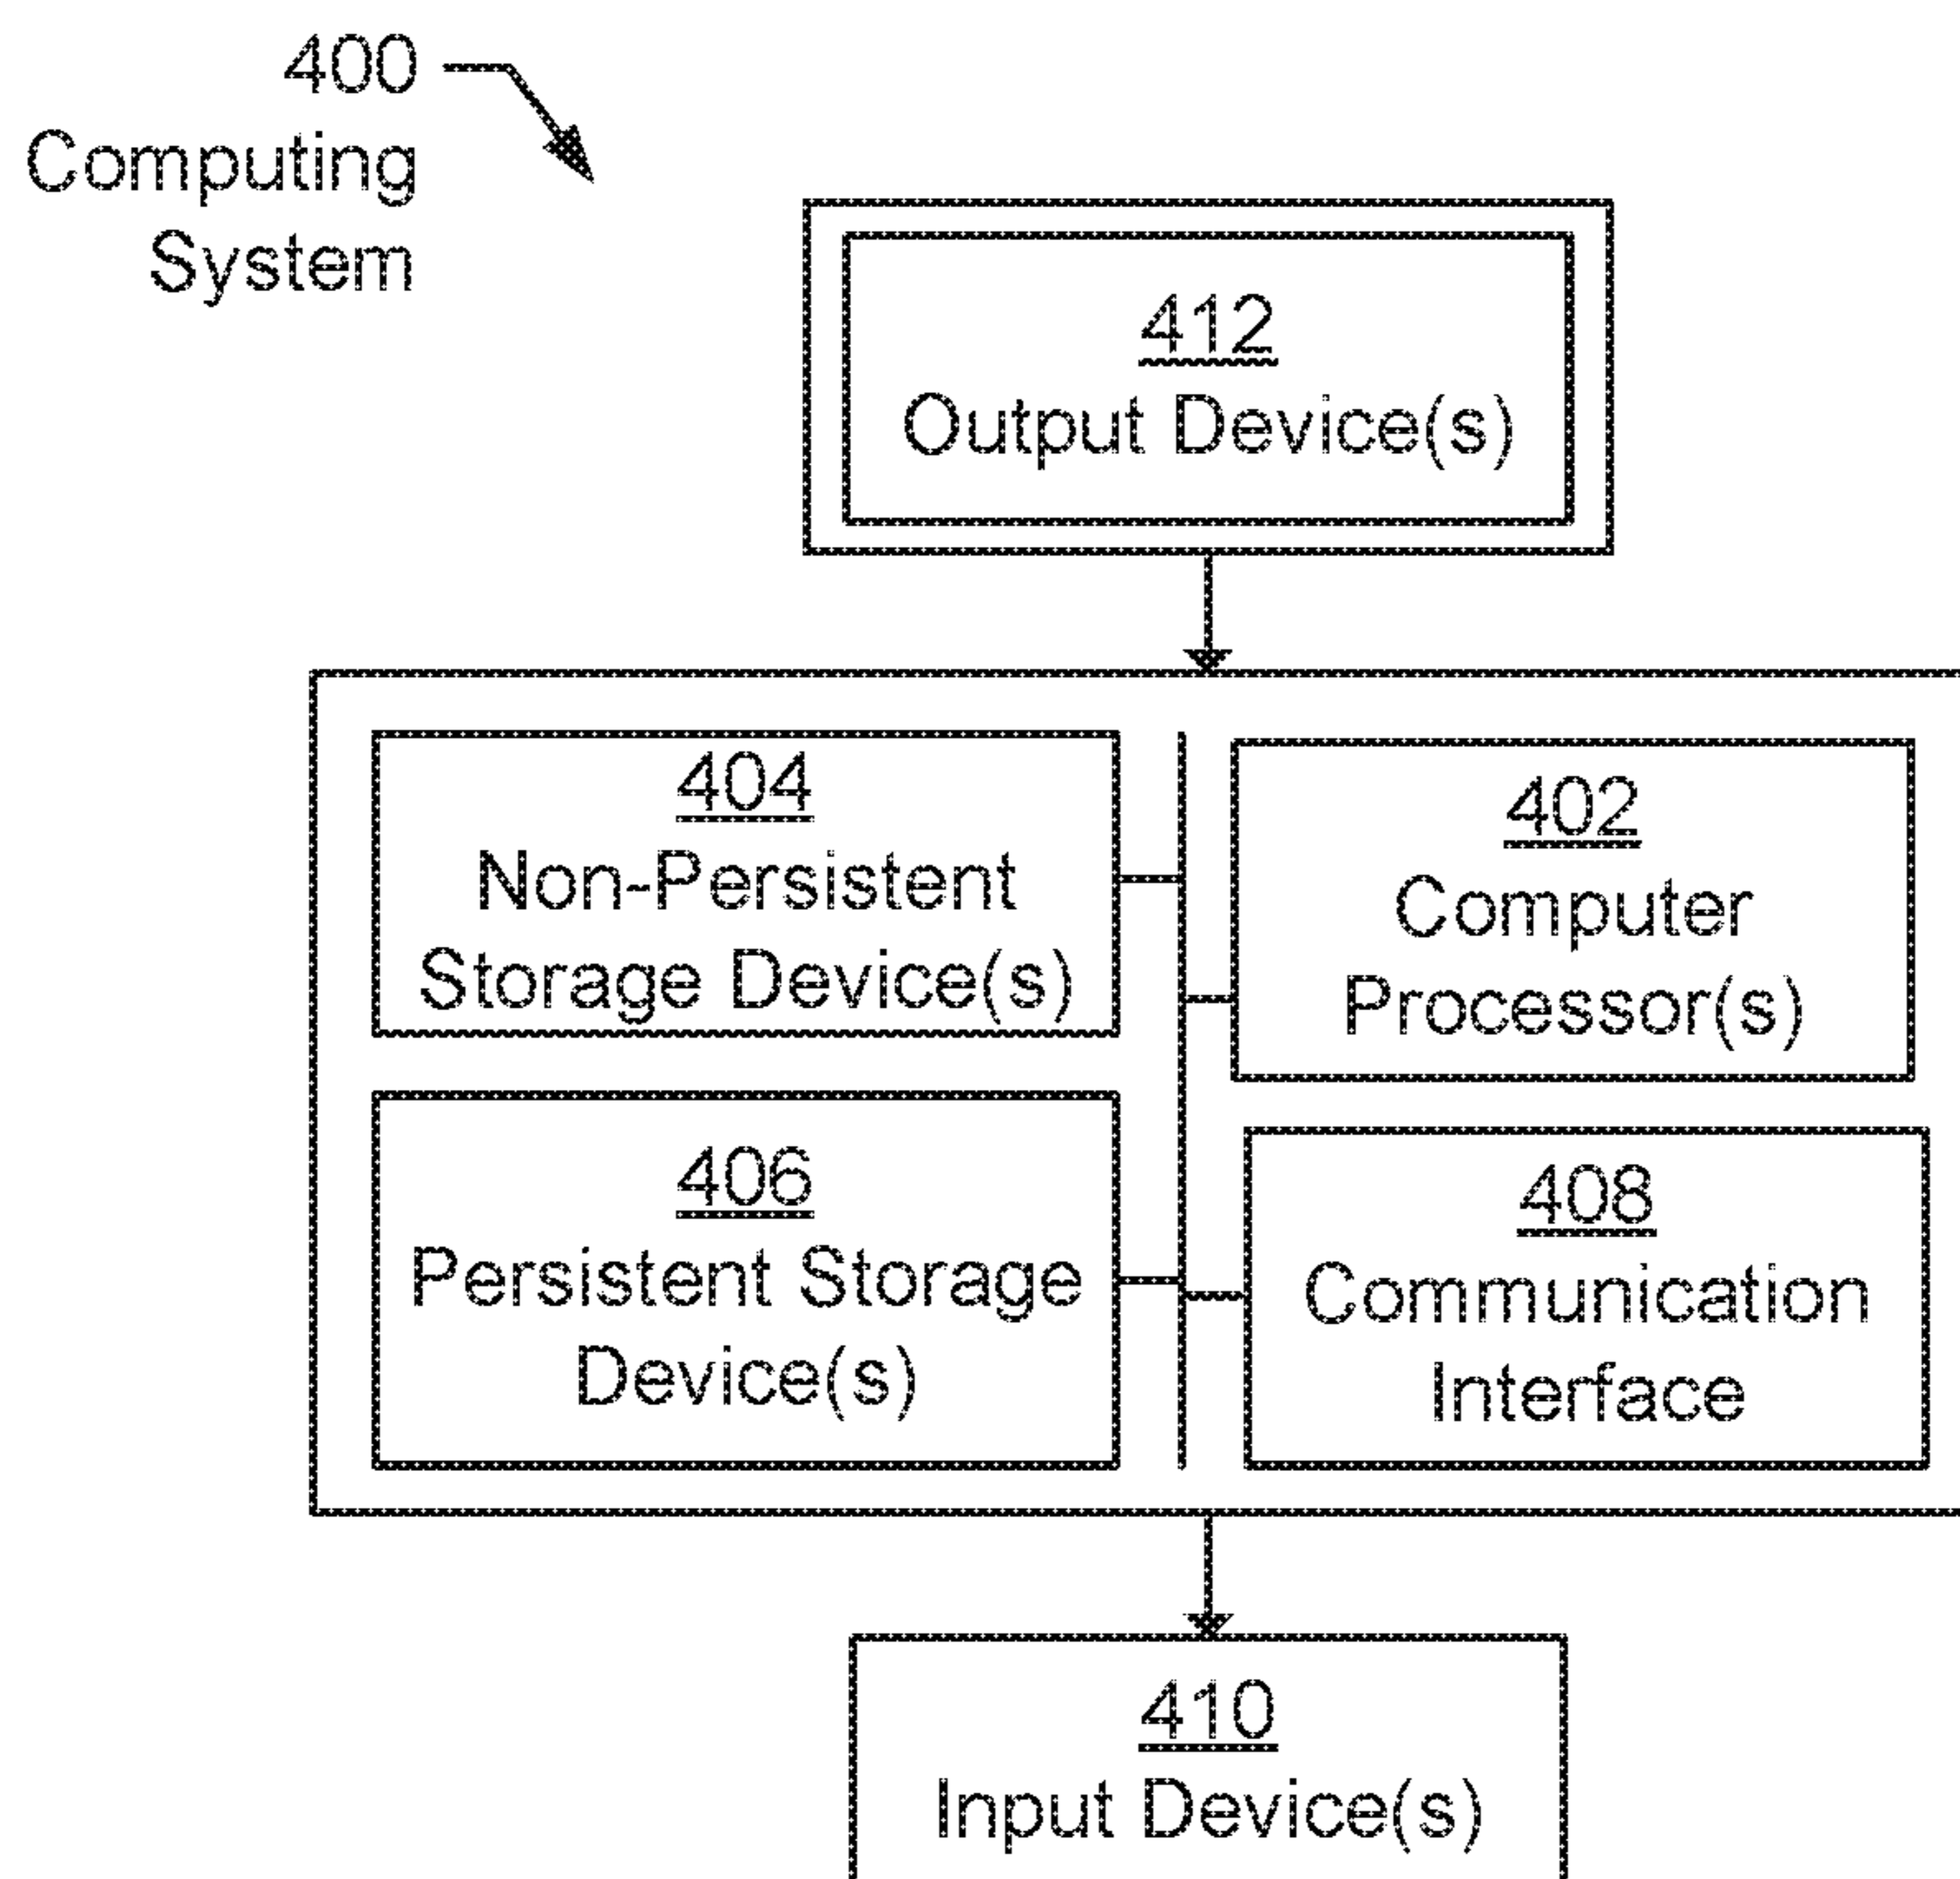 400
Computing
System
412
Output Device(s)
404
Non-Persistent
Storage Device(s)
402
Computer
Processor(s)
406
Persistent Storage
Device(s)
408
Communication
Interface
410
Input Device(s)